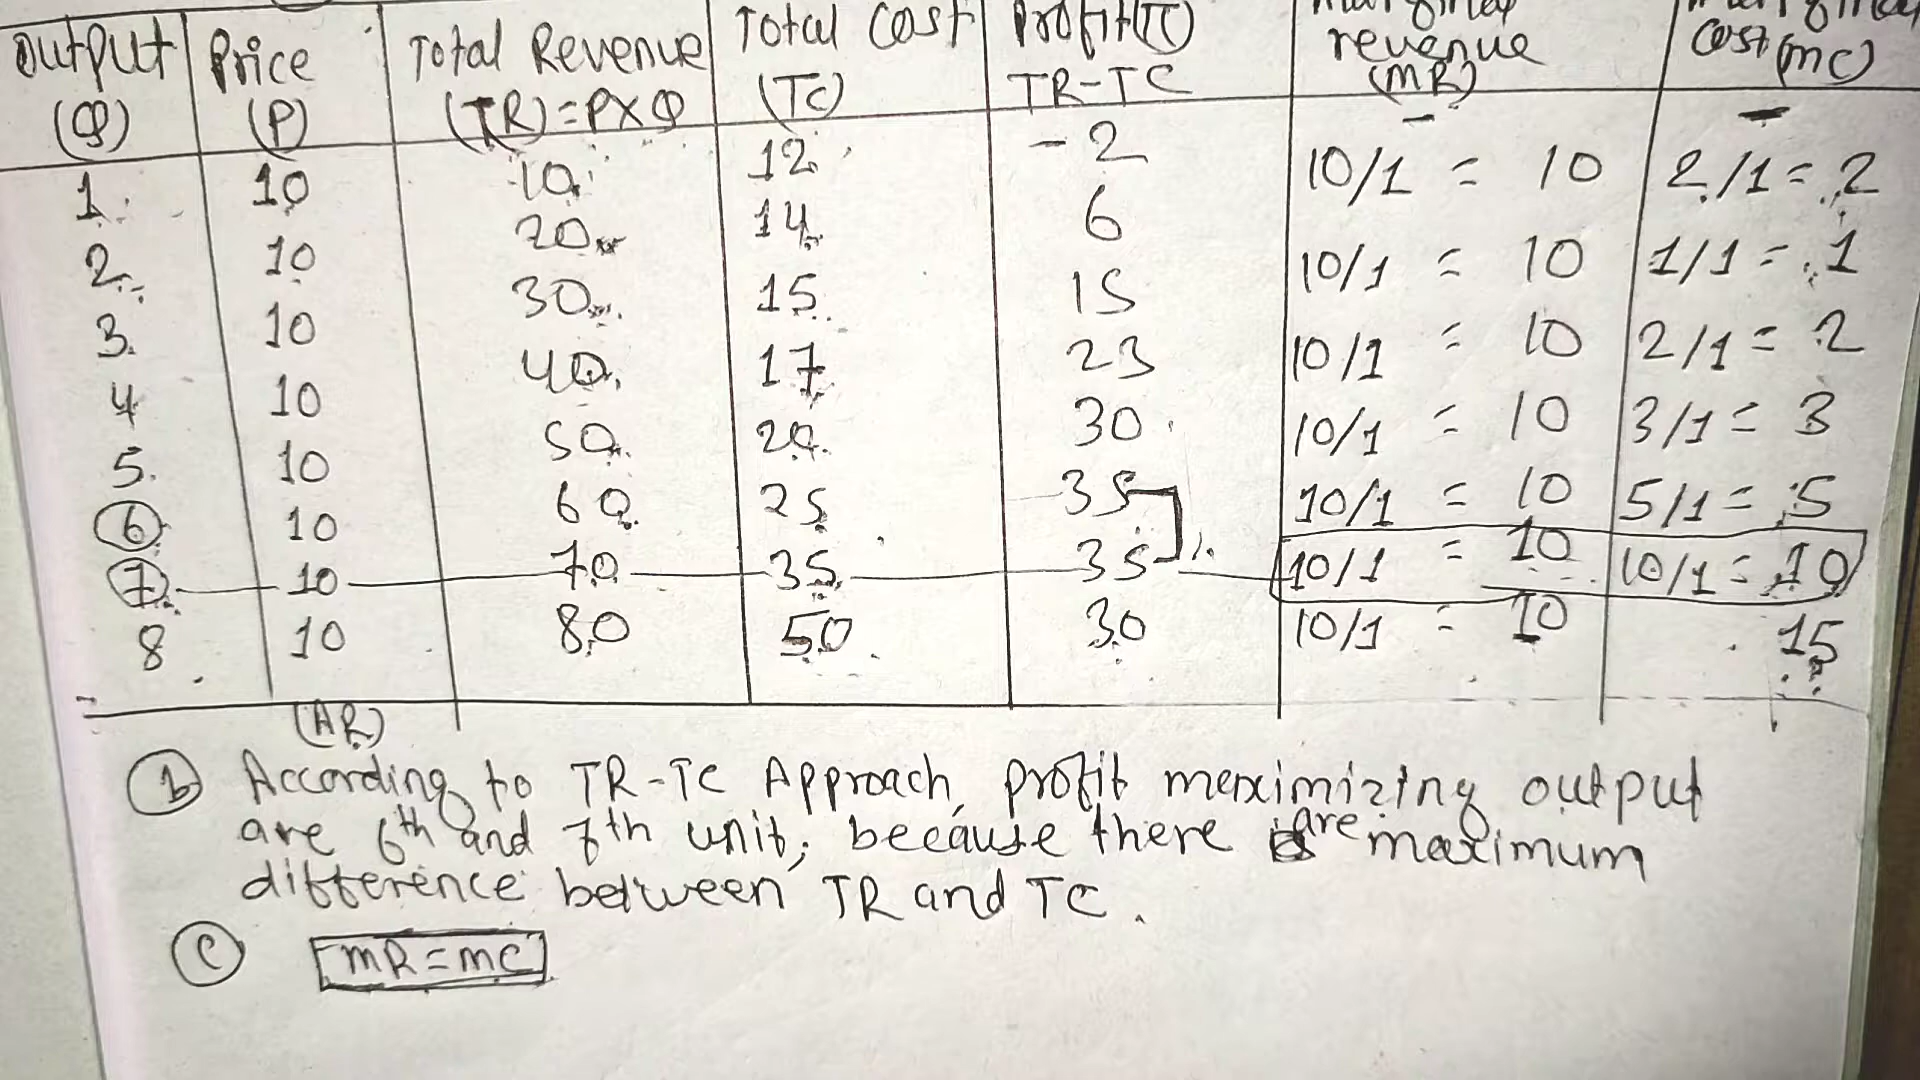 Output Price Total Revenue Total Cost Profit(π) revenue cost (MC)
(Q) (P) (TR)=PXQ (TC) TR-TC (MR)
1. 10 10 12 -2 - -
2. 10 20 14 6 10/1 = 10 2/1 = 2
3. 10 30 15 15 10/1 = 10 1/1 = 1
4 10 40 17 23 10/1 = 10 2/1 = 2
5. 10 50 20 30 10/1 = 10 3/1 = 3
6 10 60 25 35 10/1 = 10 5/1 = 5
7 10 70 35 35 10/1 = 10 10/1 = 10
8 10 80 50 30 10/1 = 10 15
(AR)
b According to TR-TC Approach, profit meximizing output
are 6th and 7th unit, because there are maximum
difference between TR and TC.
c MR=MC